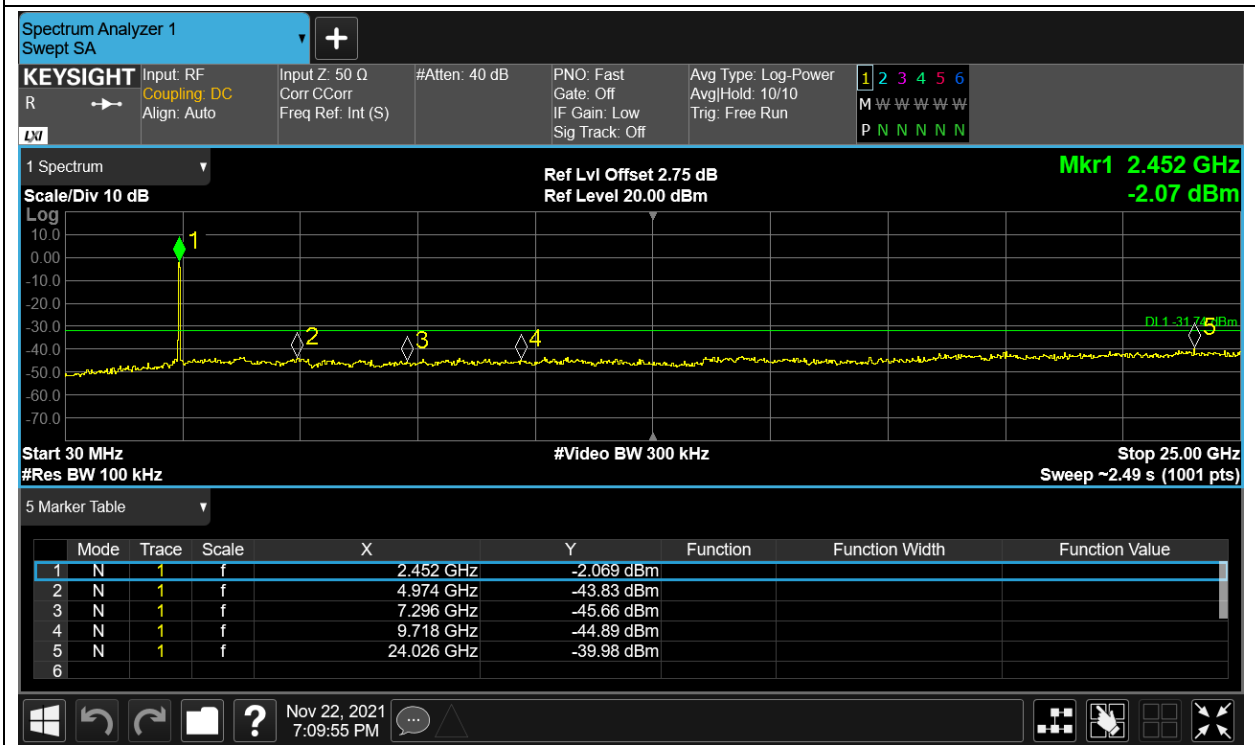 Spectrum Analyzer 1
Swept SA
KEYSIGHT
R
LXI
Input: RF
Coupling: DC
Align: Auto
Input Z: 50 Ω
Corr CCorr
Freq Ref: Int (S)
#Atten: 40 dB
PNO: Fast
Gate: Off
IF Gain: Low
Sig Track: Off
Avg Type: Log-Power
Avg|Hold: 10/10
Trig: Free Run
1 2 3 4 5 6
M W W W W W
P N N N N N
1 Spectrum
Scale/Div 10 dB
Ref Lvl Offset 2.75 dB
Ref Level 20.00 dBm
Mkr1 2.452 GHz
-2.07 dBm
Log
10.0
0.00
-10.0
-20.0
-30.0
-40.0
-50.0
-60.0
-70.0
1
2
3
4
5
DL1 -31.74 dBm
Start 30 MHz
#Video BW 300 kHz
Stop 25.00 GHz
#Res BW 100 kHz
Sweep ~2.49 s (1001 pts)
5 Marker Table
Mode Trace Scale X Y Function Function Width Function Value
1 N 1 f 2.452 GHz -2.069 dBm
2 N 1 f 4.974 GHz -43.83 dBm
3 N 1 f 7.296 GHz -45.66 dBm
4 N 1 f 9.718 GHz -44.89 dBm
5 N 1 f 24.026 GHz -39.98 dBm
6
?
Nov 22, 2021
7:09:55 PM